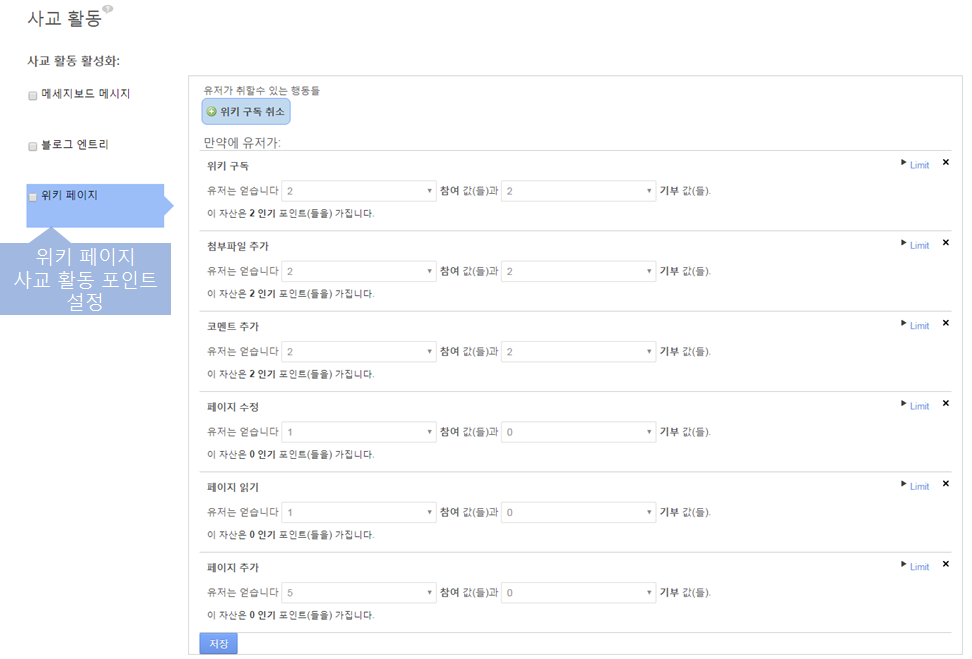 사교 활동
사교 활동 활성화:
메세지보드 메시지
블로그 엔트리
위키 페이지
위키 페이지
사교 활동 포인트
설정
유저가 취할수 있는 행동들
위키 구독 취소
만약에 유저가:
위키 구독 Limit
유저는 얻습니다 2 참여 값(들)과 2 기부 값(들).
이 자산은 2 인기 포인트(들을) 가집니다.
첨부파일 추가 Limit
유저는 얻습니다 2 참여 값(들)과 2 기부 값(들).
이 자산은 2 인기 포인트(들을) 가집니다.
코멘트 추가 Limit
유저는 얻습니다 2 참여 값(들)과 2 기부 값(들).
이 자산은 2 인기 포인트(들을) 가집니다.
페이지 수정 Limit
유저는 얻습니다 1 참여 값(들)과 0 기부 값(들).
이 자산은 0 인기 포인트(들을) 가집니다.
페이지 읽기 Limit
유저는 얻습니다 1 참여 값(들)과 0 기부 값(들).
이 자산은 0 인기 포인트(들을) 가집니다.
페이지 추가 Limit
유저는 얻습니다 5 참여 값(들)과 0 기부 값(들).
이 자산은 0 인기 포인트(들을) 가집니다.
저장